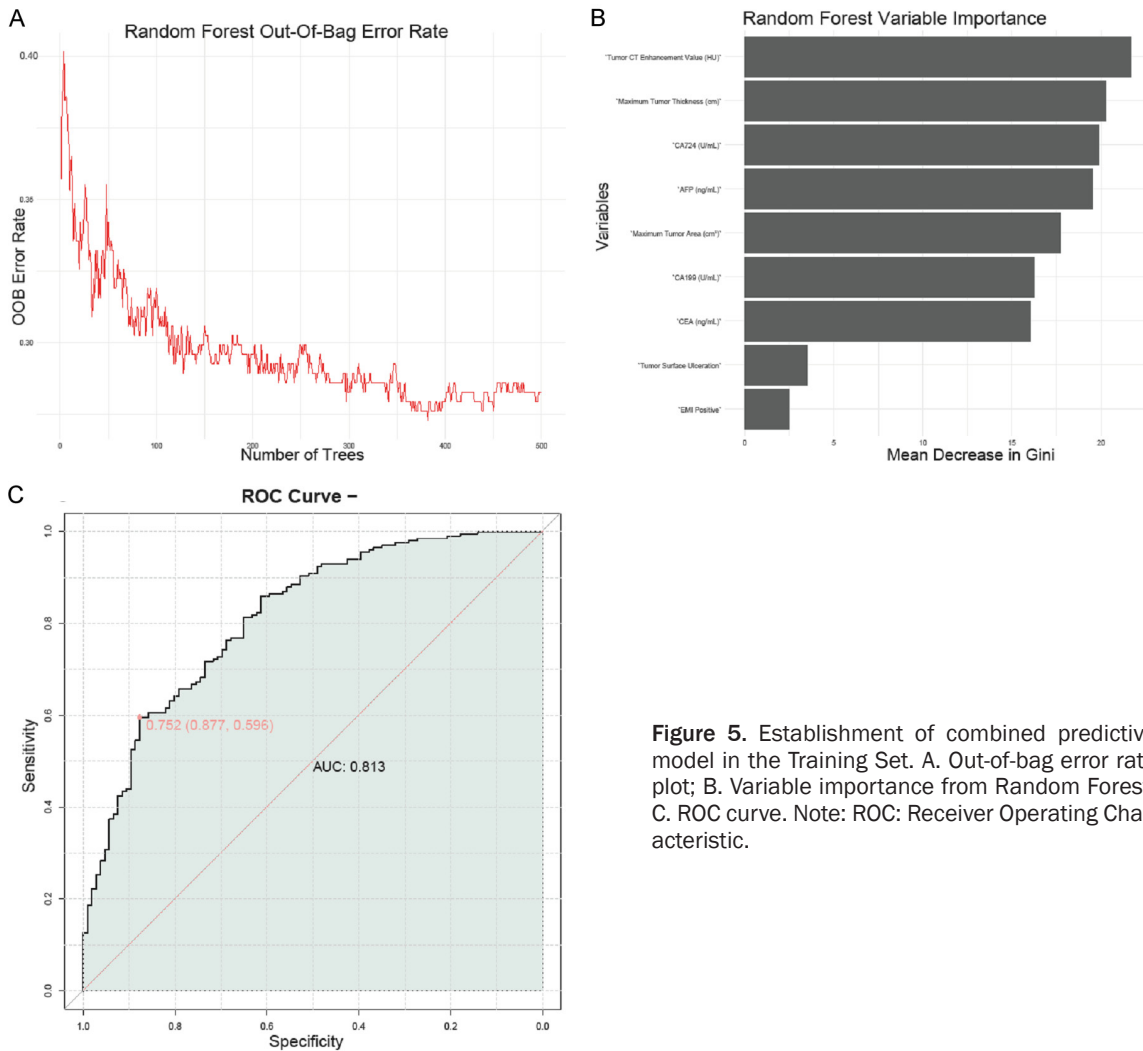 A
Random Forest Out-Of-Bag Error Rate
0.40
0.35
0.30
OOB Error Rate
0
100
200
300
400
500
Number of Trees
B
Random Forest Variable Importance
Variables
"Tumor CT Enhancement Value (HU)"
"Maximum Tumor Thickness (cm)"
"CA724 (U/mL)"
"AFP (ng/mL)"
"Maximum Tumor Area (cm²)"
"CA199 (U/mL)"
"CEA (ng/mL)"
"Tumor Surface Ulceration"
"EMI Positive"
0
5
10
15
20
Mean Decrease in Gini
C
ROC Curve –
Sensitivity
1.0
0.8
0.6
0.4
0.2
0.0
0.752 (0.877, 0.596)
AUC: 0.813
1.0
0.8
0.6
0.4
0.2
0.0
Specificity
Figure 5. Establishment of combined predictiv
model in the Training Set. A. Out-of-bag error rat
plot; B. Variable importance from Random Fores
C. ROC curve. Note: ROC: Receiver Operating Cha
acteristic.